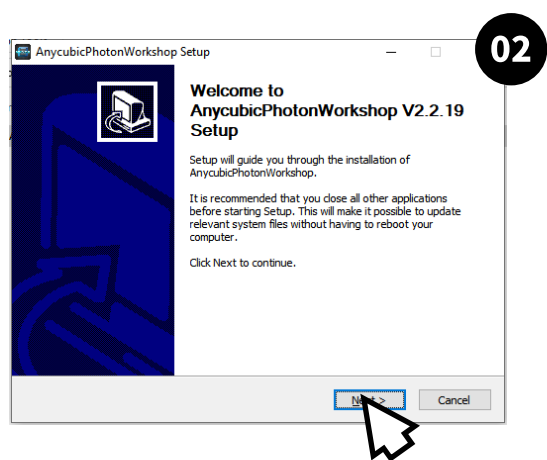 AnycubicPhotonWorkshop Setup
02
Welcome to
AnycubicPhotonWorkshop V2.2.19
Setup
Setup will guide you through the installation of
AnycubicPhotonWorkshop.
It is recommended that you close all other applications
before starting Setup. This will make it possible to update
relevant system files without having to reboot your
computer.
Click Next to continue.
Next >
Cancel